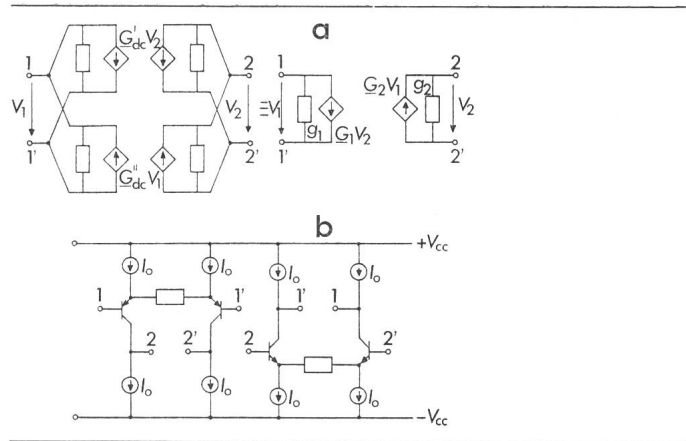 a
G'dcV2
1
2
1
2
G2V1
g2
V1
V2
≡V1
V2
g1
G1V2
1'
2'
1'
2'
G"dcV1
b
+Vcc
Io
Io
Io
Io
1
1'
1'
1
2
2'
2
2'
Io
Io
Io
Io
−Vcc